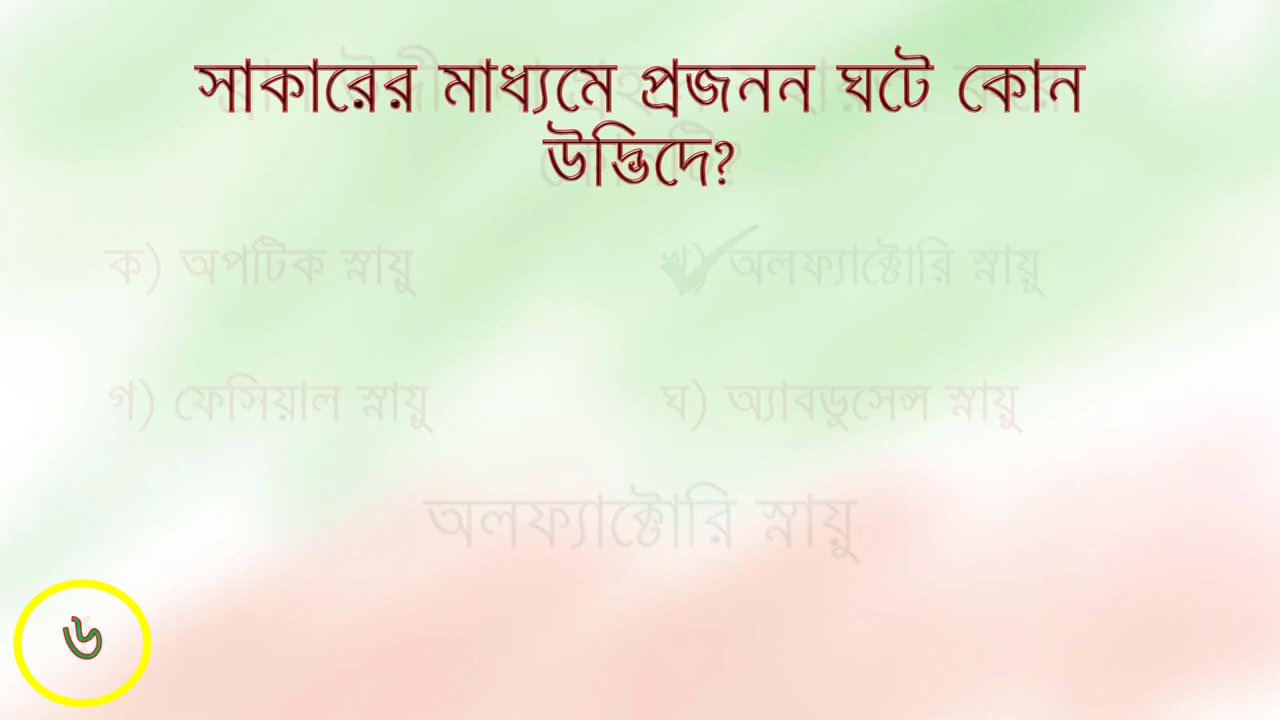 সাকারের মাধ্যমে প্রজনন ঘটে কোন
উদ্ভিদে?
ক) অপটিক স্নায়ু
খ) অলফ্যাক্টোরি স্নায়ু
গ) ফেসিয়াল স্নায়ু
ঘ) অ্যাবডুসেন্স স্নায়ু
অলফ্যাক্টোরি স্নায়ু
৬